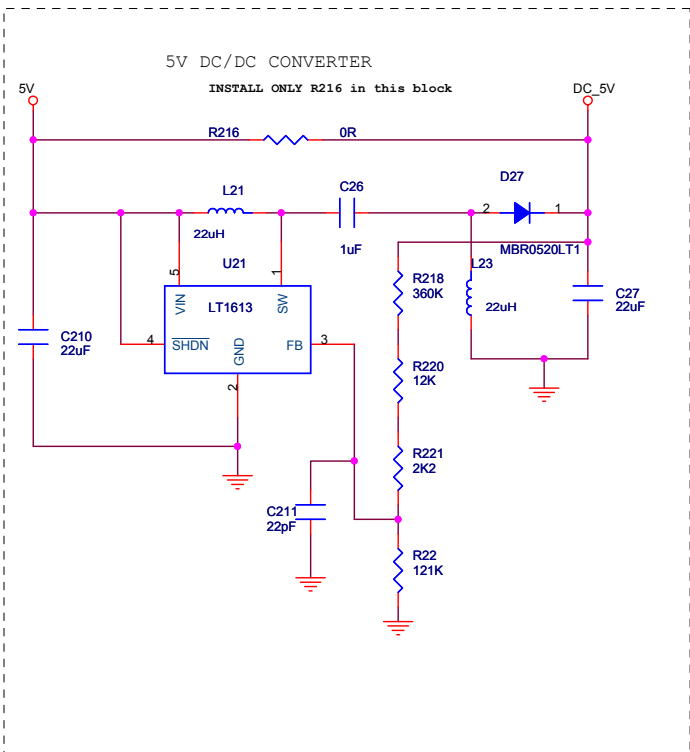 5V DC/DC CONVERTER
INSTALL ONLY R216 in this block
5V
DC_5V
R216
0R
D27
L21
C26
2
1
22uH
1uF
MBR0520LT1
U21
L23
5
1
R218
360K
C27
22uF
VIN
LT1613
SW
22uH
C210
22uF
4
SHDN
GND
FB
3
2
R220
12K
R221
2K2
C211
22pF
R22
121K